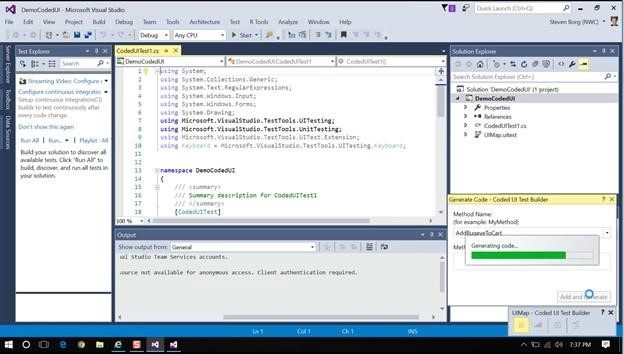 DemoCodedUI - Microsoft Visual Studio
Quick Launch (Ctrl+Q)
File Edit View Project Build Debug Team Tools Architecture Test R Tools Analyze Window Help
Steven Borg (NWC)
Debug Any CPU Start
Server Explorer
Toolbox
Data Sources
Test Explorer
Search
Streaming Video: Configure
Configure continuous integratio
Setup continuous integration(CI)
builds to test continuously after
every code change.
Don't show this again
Run All | Run... | Playlist : All
Build your solution to discover all
available tests. Click "Run All" to
build, discover, and run all tests in
your solution.
CodedUITest1.cs
DemoCodedUI
DemoCodedUI.CodedUITest1
CodedUITest1()
1 using System;
2 using System.Collections.Generic;
3 using System.Text.RegularExpressions;
4 using System.Windows.Input;
5 using System.Windows.Forms;
6 using System.Drawing;
7 using Microsoft.VisualStudio.TestTools.UITesting;
8 using Microsoft.VisualStudio.TestTools.UnitTesting;
9 using Microsoft.VisualStudio.TestTools.UITest.Extension;
10 using Keyboard = Microsoft.VisualStudio.TestTools.UITesting.Keyboard;
11
12
13 namespace DemoCodedUI
14 {
15 /// <summary>
16 /// Summary description for CodedUITest1
17 /// </summary>
18 [CodedUITest]
100 %
Output
Show output from: General
ual Studio Team Services accounts.
source not available for anonymous access. Client authentication required.
Solution Explorer
Search Solution Explorer (Ctrl+;)
Solution 'DemoCodedUI' (1 project)
DemoCodedUI
Properties
References
CodedUITest1.cs
UIMap.uitest
Generate Code - Coded UI Test Builder
Method Name:
(for example: MyMethod)
Generating code...
Add and Generate
UIMap - Coded UI Test Builder
Ln 1 Col 1 Ch 1 INS
7:37 PM